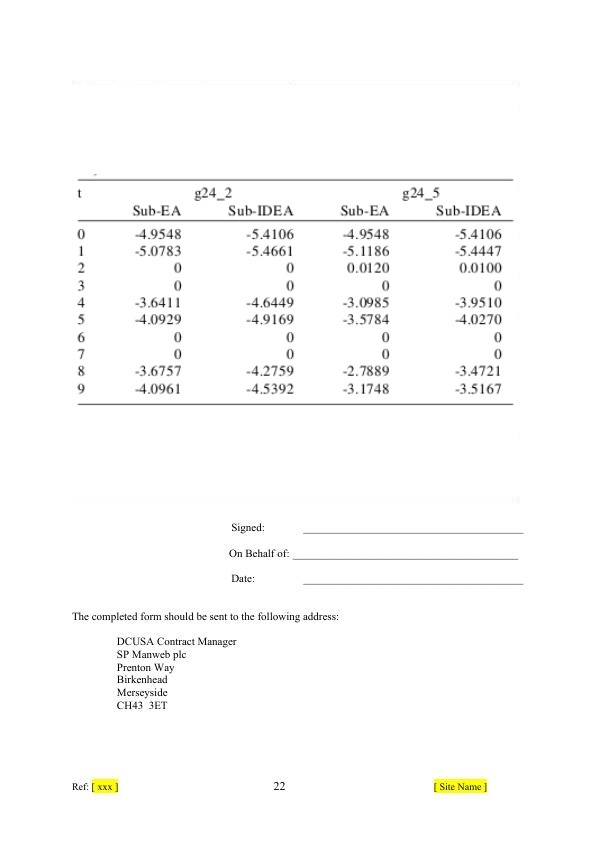 t g24_2 g24_5
Sub-EA Sub-IDEA Sub-EA Sub-IDEA
0 -4.9548 -5.4106 -4.9548 -5.4106
1 -5.0783 -5.4661 -5.1186 -5.4447
2 0 0 0.0120 0.0100
3 0 0 0 0
4 -3.6411 -4.6449 -3.0985 -3.9510
5 -4.0929 -4.9169 -3.5784 -4.0270
6 0 0 0 0
7 0 0 0 0
8 -3.6757 -4.2759 -2.7889 -3.4721
9 -4.0961 -4.5392 -3.1748 -3.5167
Signed:
On Behalf of:
Date:
The completed form should be sent to the following address:
DCUSA Contract Manager
SP Manweb plc
Prenton Way
Birkenhead
Merseyside
CH43 3ET
Ref: [ xxx ] 22 [ Site Name ]